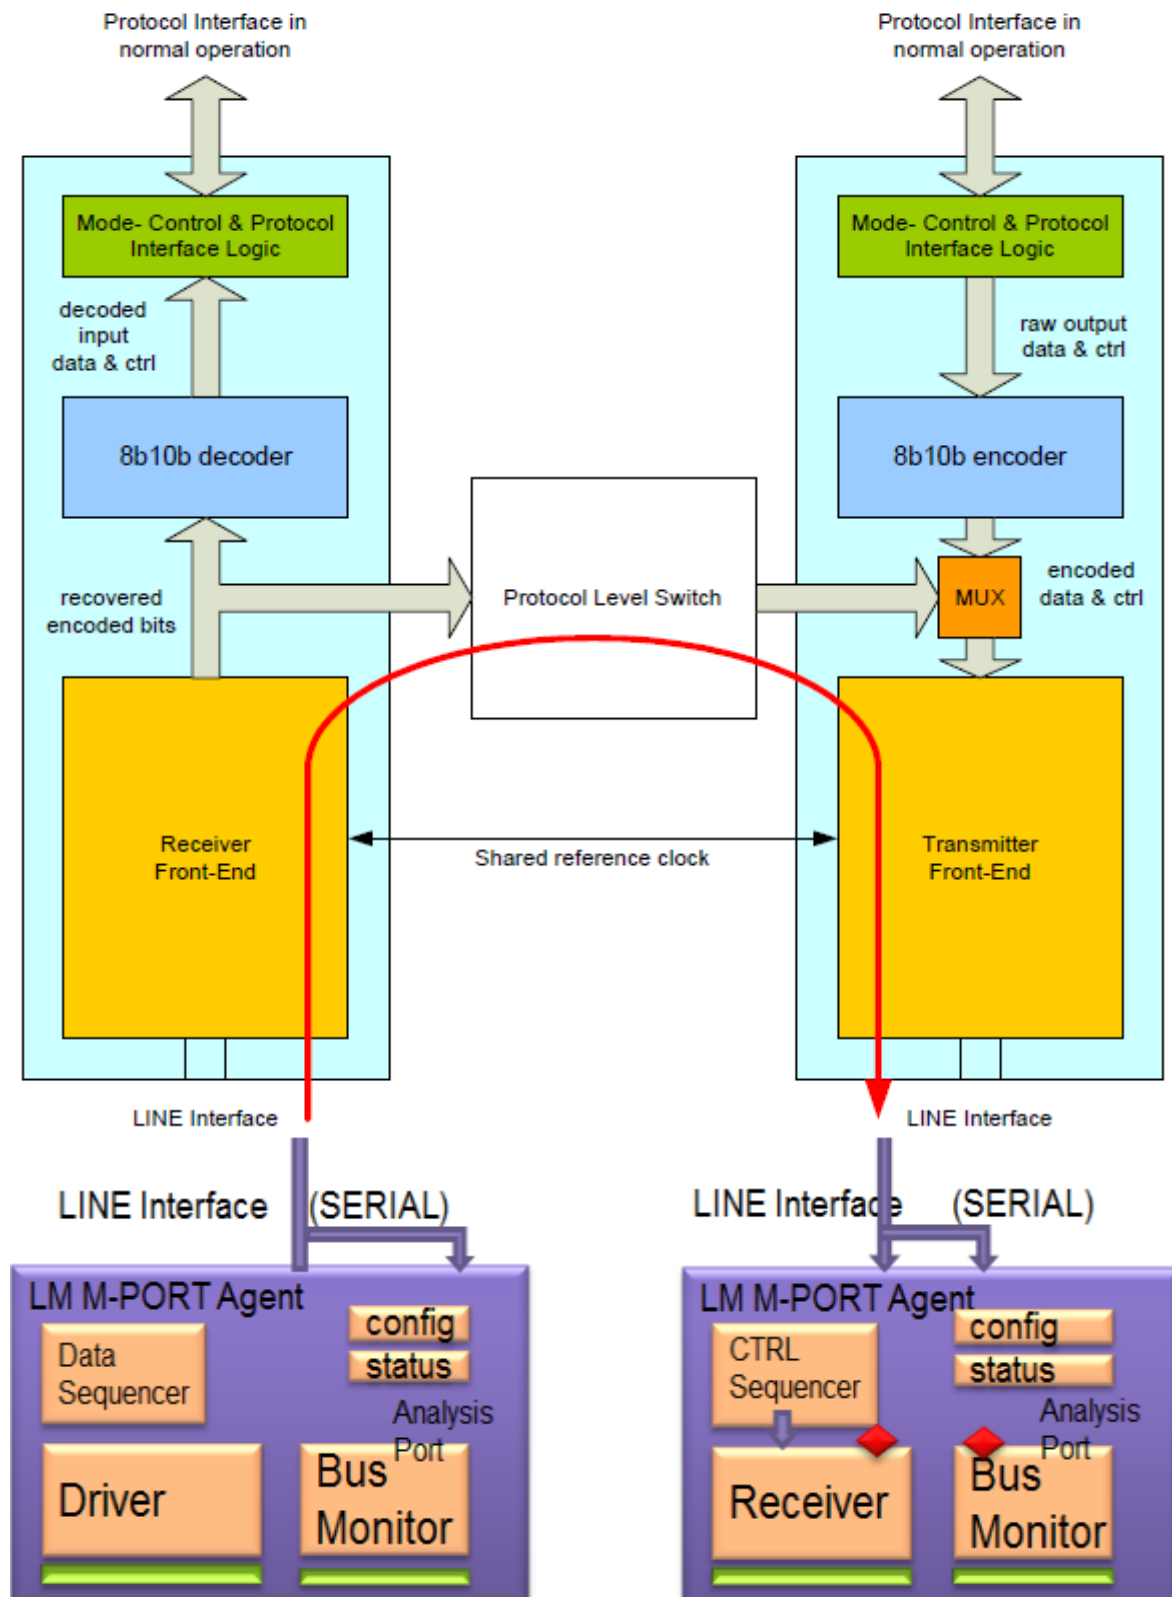 Protocol Interface in
normal operation
Protocol Interface in
normal operation
Mode- Control & Protocol
Interface Logic
Mode- Control & Protocol
Interface Logic
decoded
input
data & ctrl
raw output
data & ctrl
8b10b decoder
8b10b encoder
recovered
encoded bits
Protocol Level Switch
MUX
encoded
data & ctrl
Receiver
Front-End
Shared reference clock
Transmitter
Front-End
LINE Interface
LINE Interface
LINE Interface (SERIAL)
LINE Interface (SERIAL)
LM M-PORT Agent
config
status
Data
Sequencer
Analysis
Port
Driver
Bus
Monitor
LM M-PORT Agent
config
status
CTRL
Sequencer
Analysis
Port
Receiver
Bus
Monitor